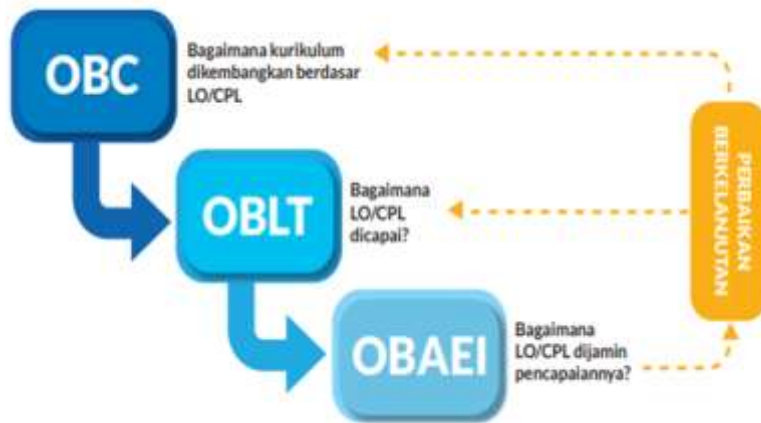 OBC
Bagaimana kurikulum
dikembangkan berdasar
LO/CPL
OBLT
Bagaimana
LO/CPL
dicapai?
OBAEI
Bagaimana
LO/CPL dijamin
pencapaiannya?
PERBAIKAN
BERKELANJUTAN